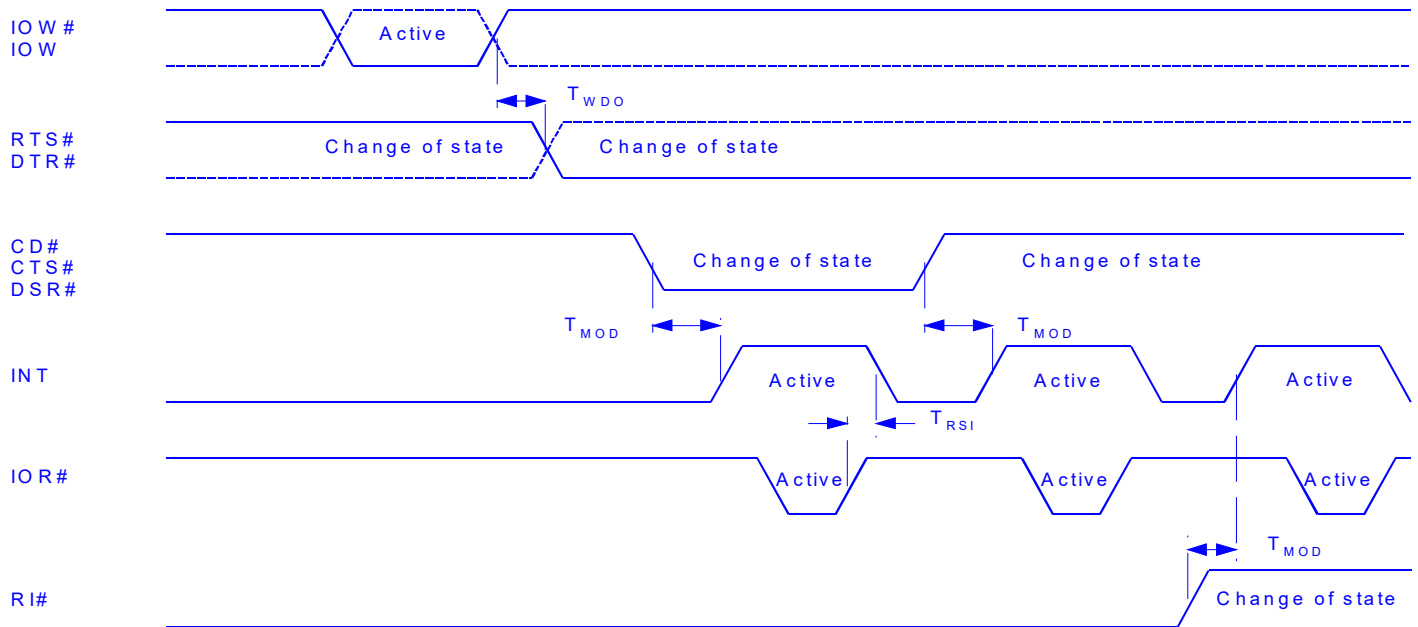 IOW#
IOW
Active
TWDO
RTS#
DTR#
Change of state
Change of state
CD#
CTS#
DSR#
Change of state
Change of state
TMOD
TMOD
INT
Active
Active
Active
TRSI
IOR#
Active
Active
Active
TMOD
RI#
Change of state